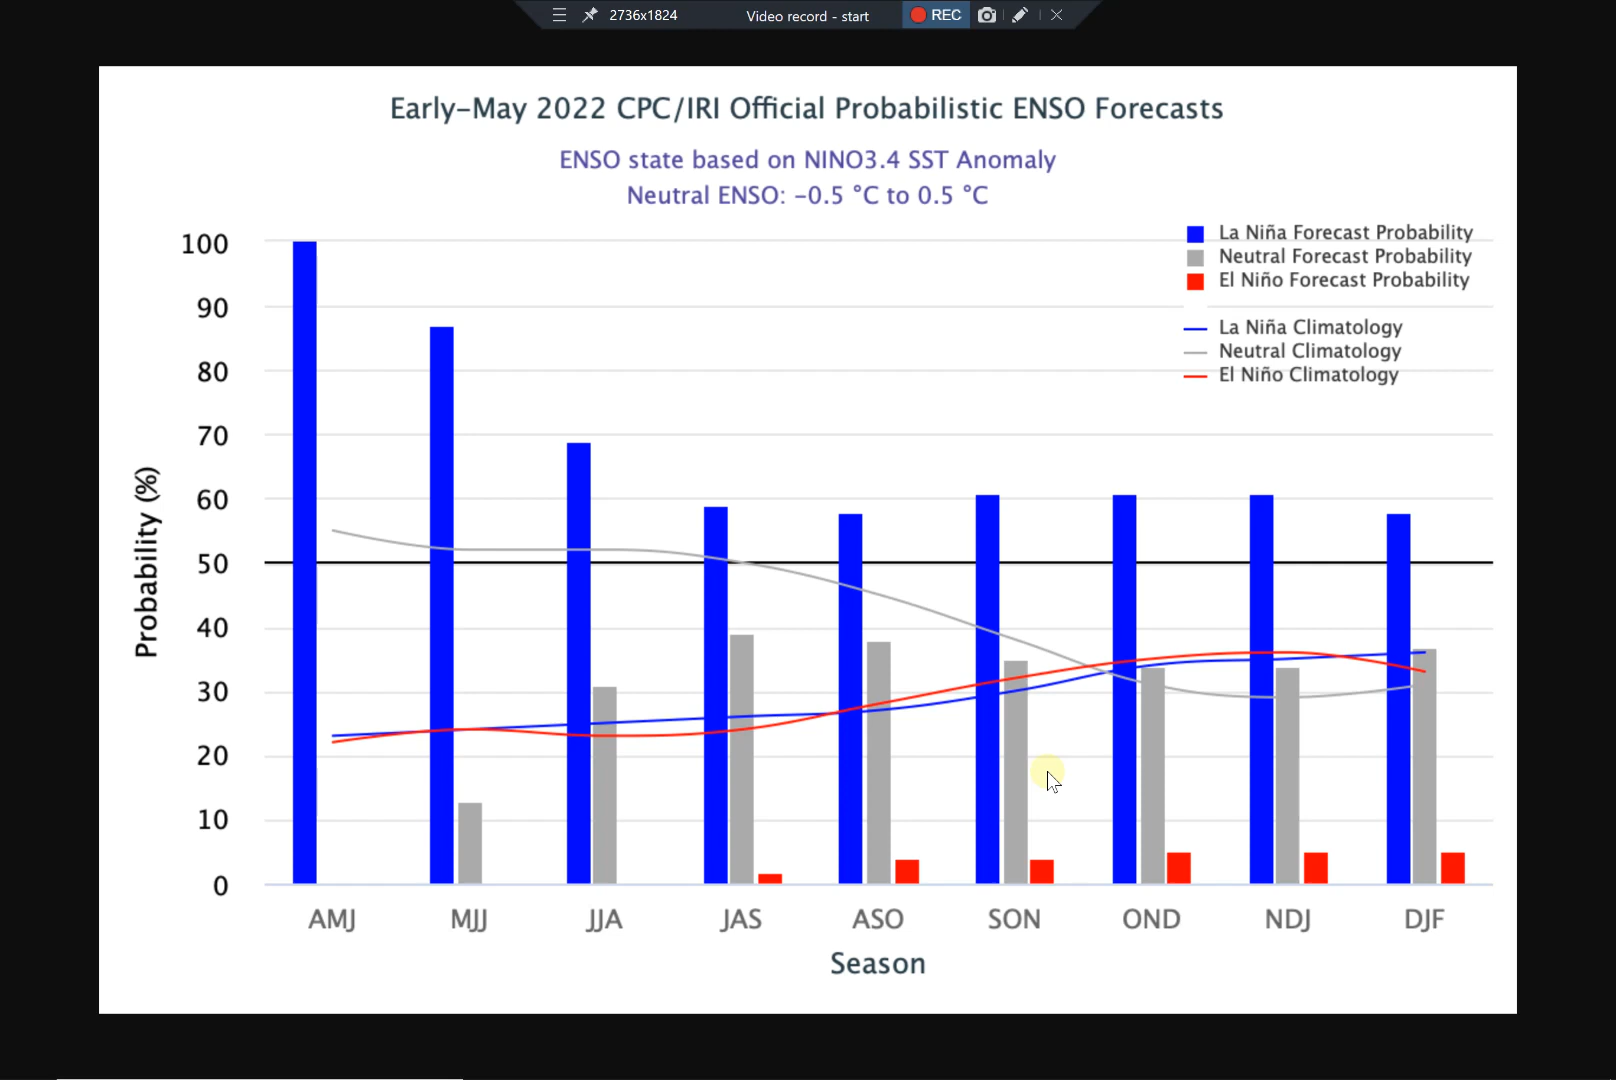 2736x1824 Video record - start REC
Early-May 2022 CPC/IRI Official Probabilistic ENSO Forecasts
ENSO state based on NINO3.4 SST Anomaly
Neutral ENSO: -0.5 °C to 0.5 °C
La Niña Forecast Probability
Neutral Forecast Probability
El Niño Forecast Probability
La Niña Climatology
Neutral Climatology
El Niño Climatology
Probability (%)
100
90
80
70
60
50
40
30
20
10
0
AMJ MJJ JJA JAS ASO SON OND NDJ DJF
Season